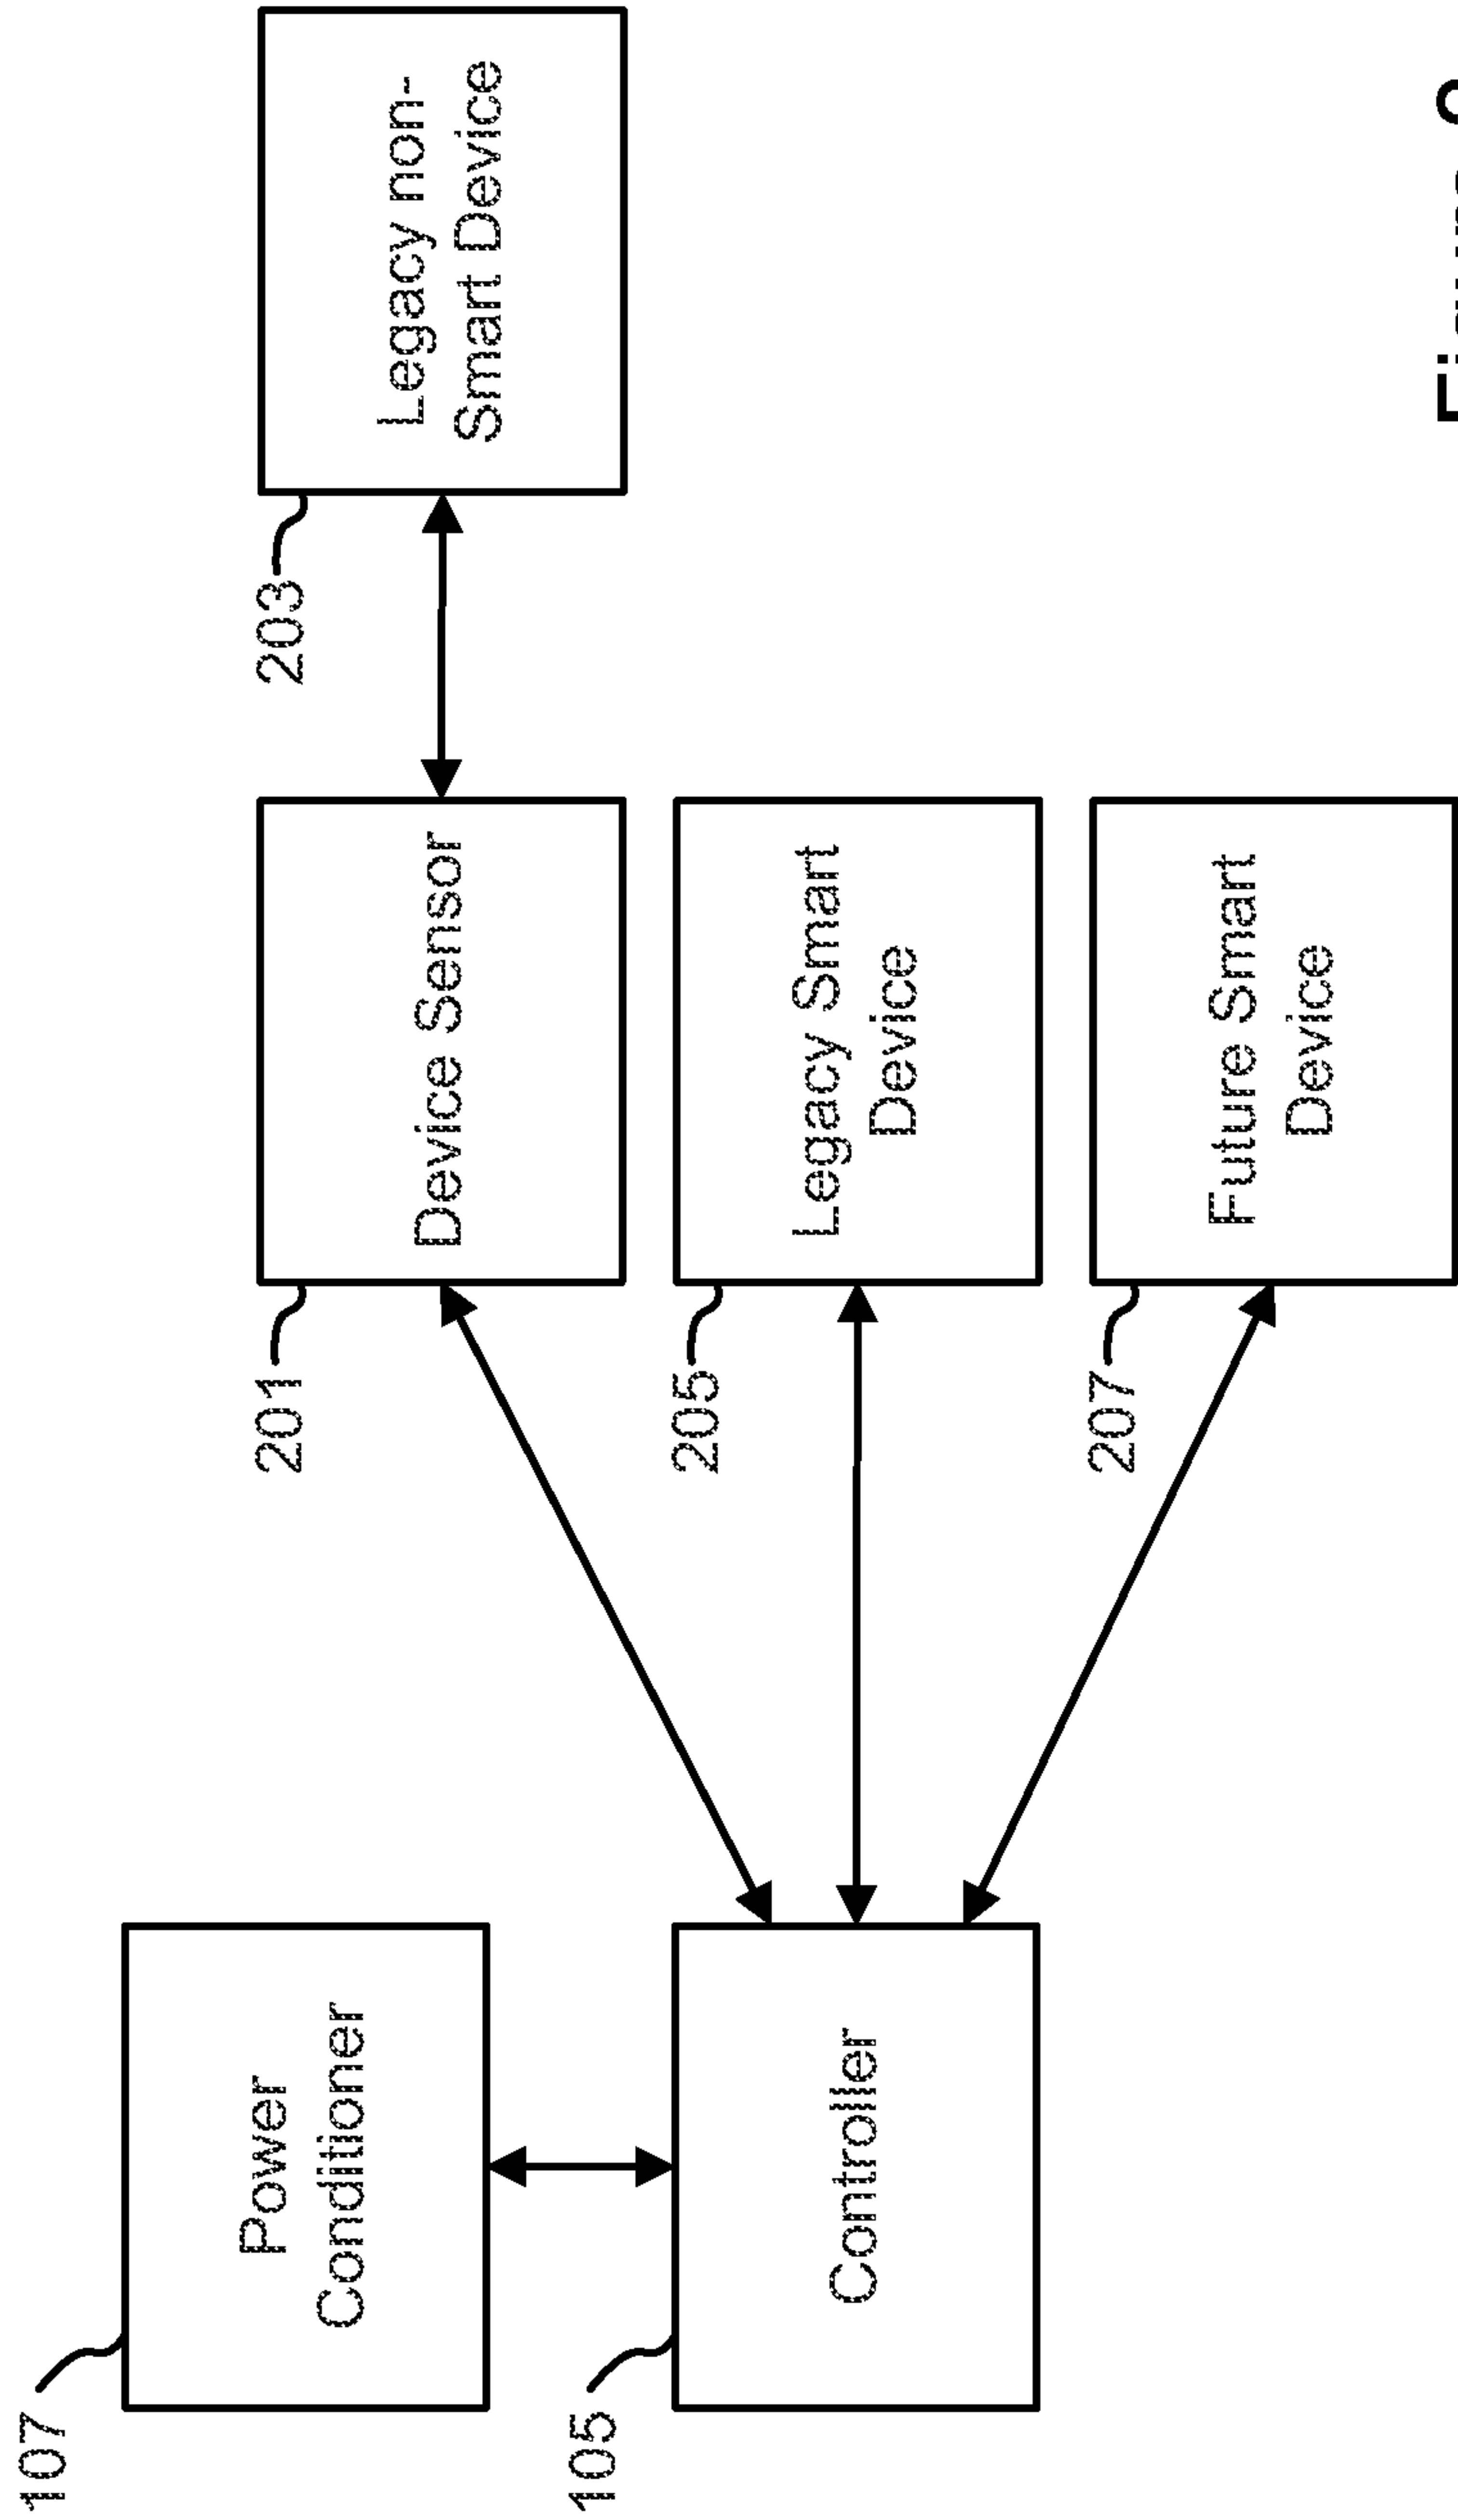 107
Power
Conditioner
105
Controller
201
Device Sensor
203
Legacy non-
Smart Device
205
Legacy Smart
Device
207
Future Smart
Device